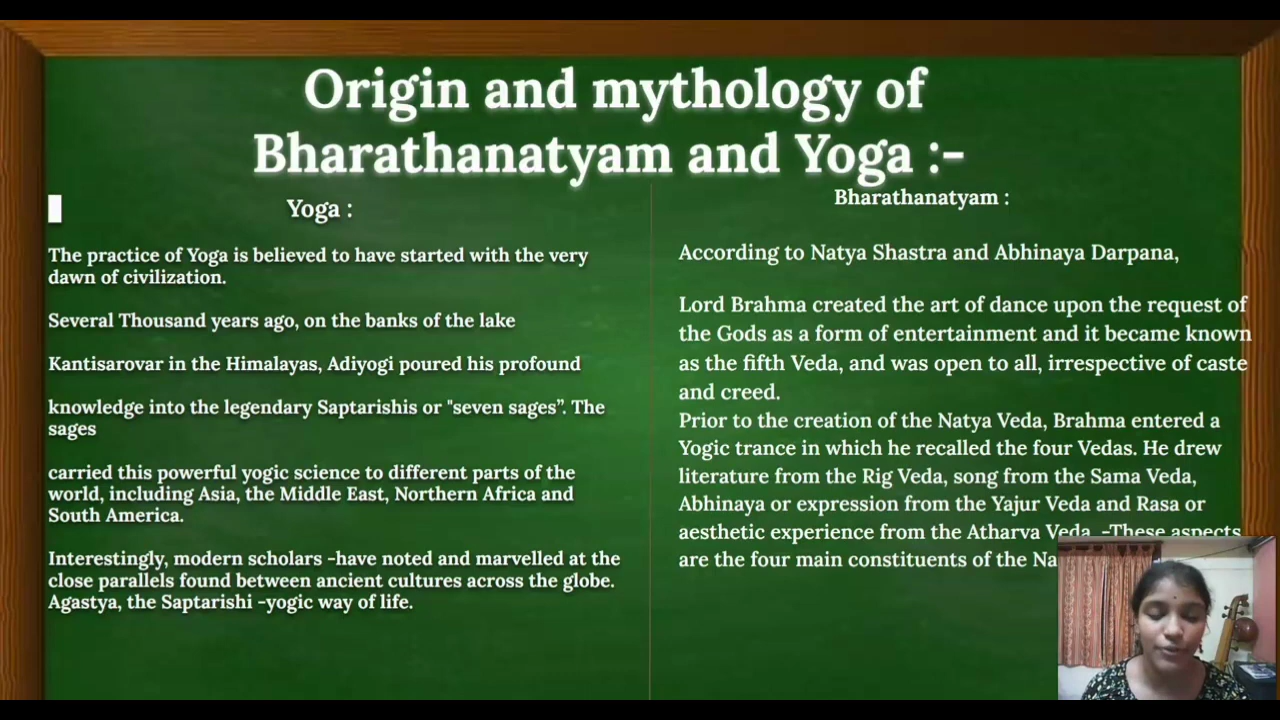 Origin and mythology of
Bharathanatyam and Yoga :-
Yoga :
The practice of Yoga is believed to have started with the very
dawn of civilization.
Several Thousand years ago, on the banks of the lake
Kantisarovar in the Himalayas, Adiyogi poured his profound
knowledge into the legendary Saptarishis or "seven sages”. The
sages
carried this powerful yogic science to different parts of the
world, including Asia, the Middle East, Northern Africa and
South America.
Interestingly, modern scholars -have noted and marvelled at the
close parallels found between ancient cultures across the globe.
Agastya, the Saptarishi -yogic way of life.
Bharathanatyam :
According to Natya Shastra and Abhinaya Darpana,
Lord Brahma created the art of dance upon the request of
the Gods as a form of entertainment and it became known
as the fifth Veda, and was open to all, irrespective of caste
and creed.
Prior to the creation of the Natya Veda, Brahma entered a
Yogic trance in which he recalled the four Vedas. He drew
literature from the Rig Veda, song from the Sama Veda,
Abhinaya or expression from the Yajur Veda and Rasa or
aesthetic experience from the Atharva Veda. -These aspects
are the four main constituents of the